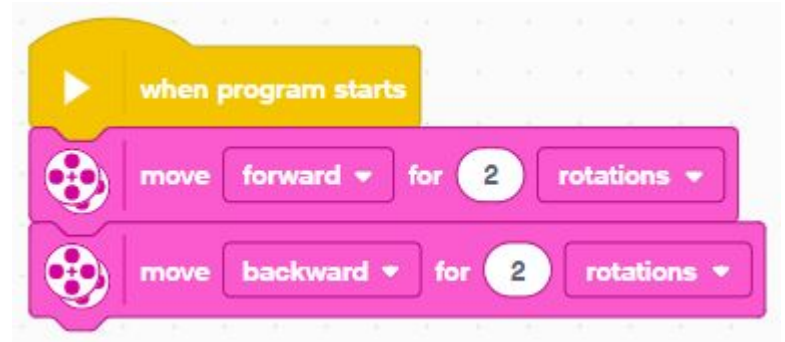 when program starts
move forward for 2 rotations
move backward for 2 rotations